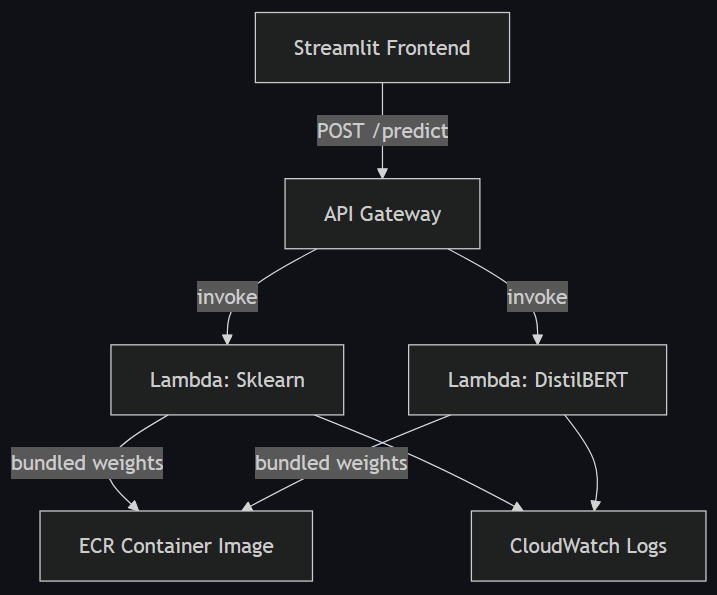 Streamlit Frontend
POST /predict
API Gateway
invoke
invoke
Lambda: Sklearn
Lambda: DistilBERT
bundled weights
bundled weights
ECR Container Image
CloudWatch Logs